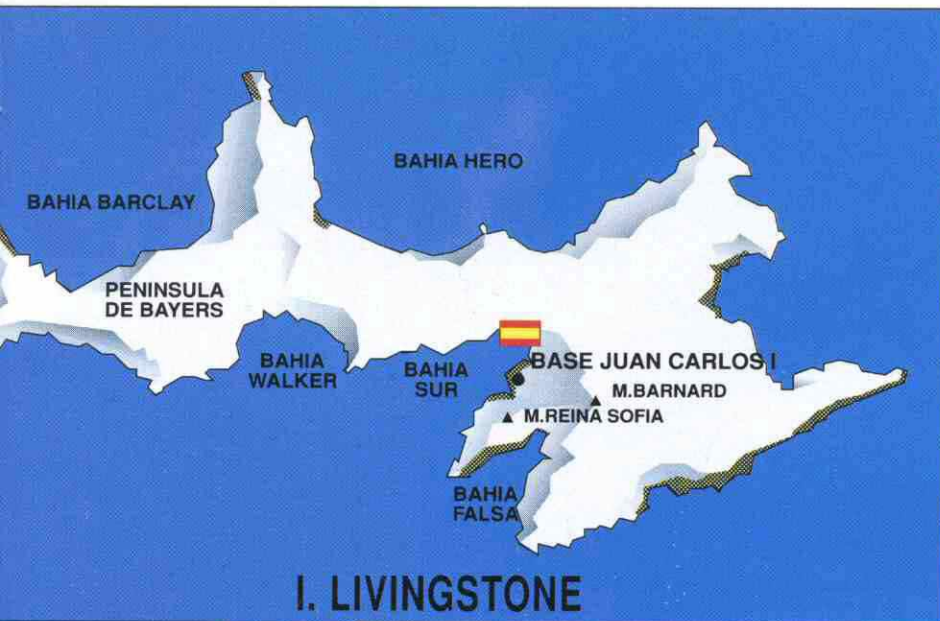 BAHIA HERO
BAHIA BARCLAY
PENINSULA
DE BAYERS
BAHIA
WALKER
BAHIA
SUR
BASE JUAN CARLOS I
M.BARNARD
M.REINA SOFIA
BAHIA
FALSA
I. LIVINGSTONE